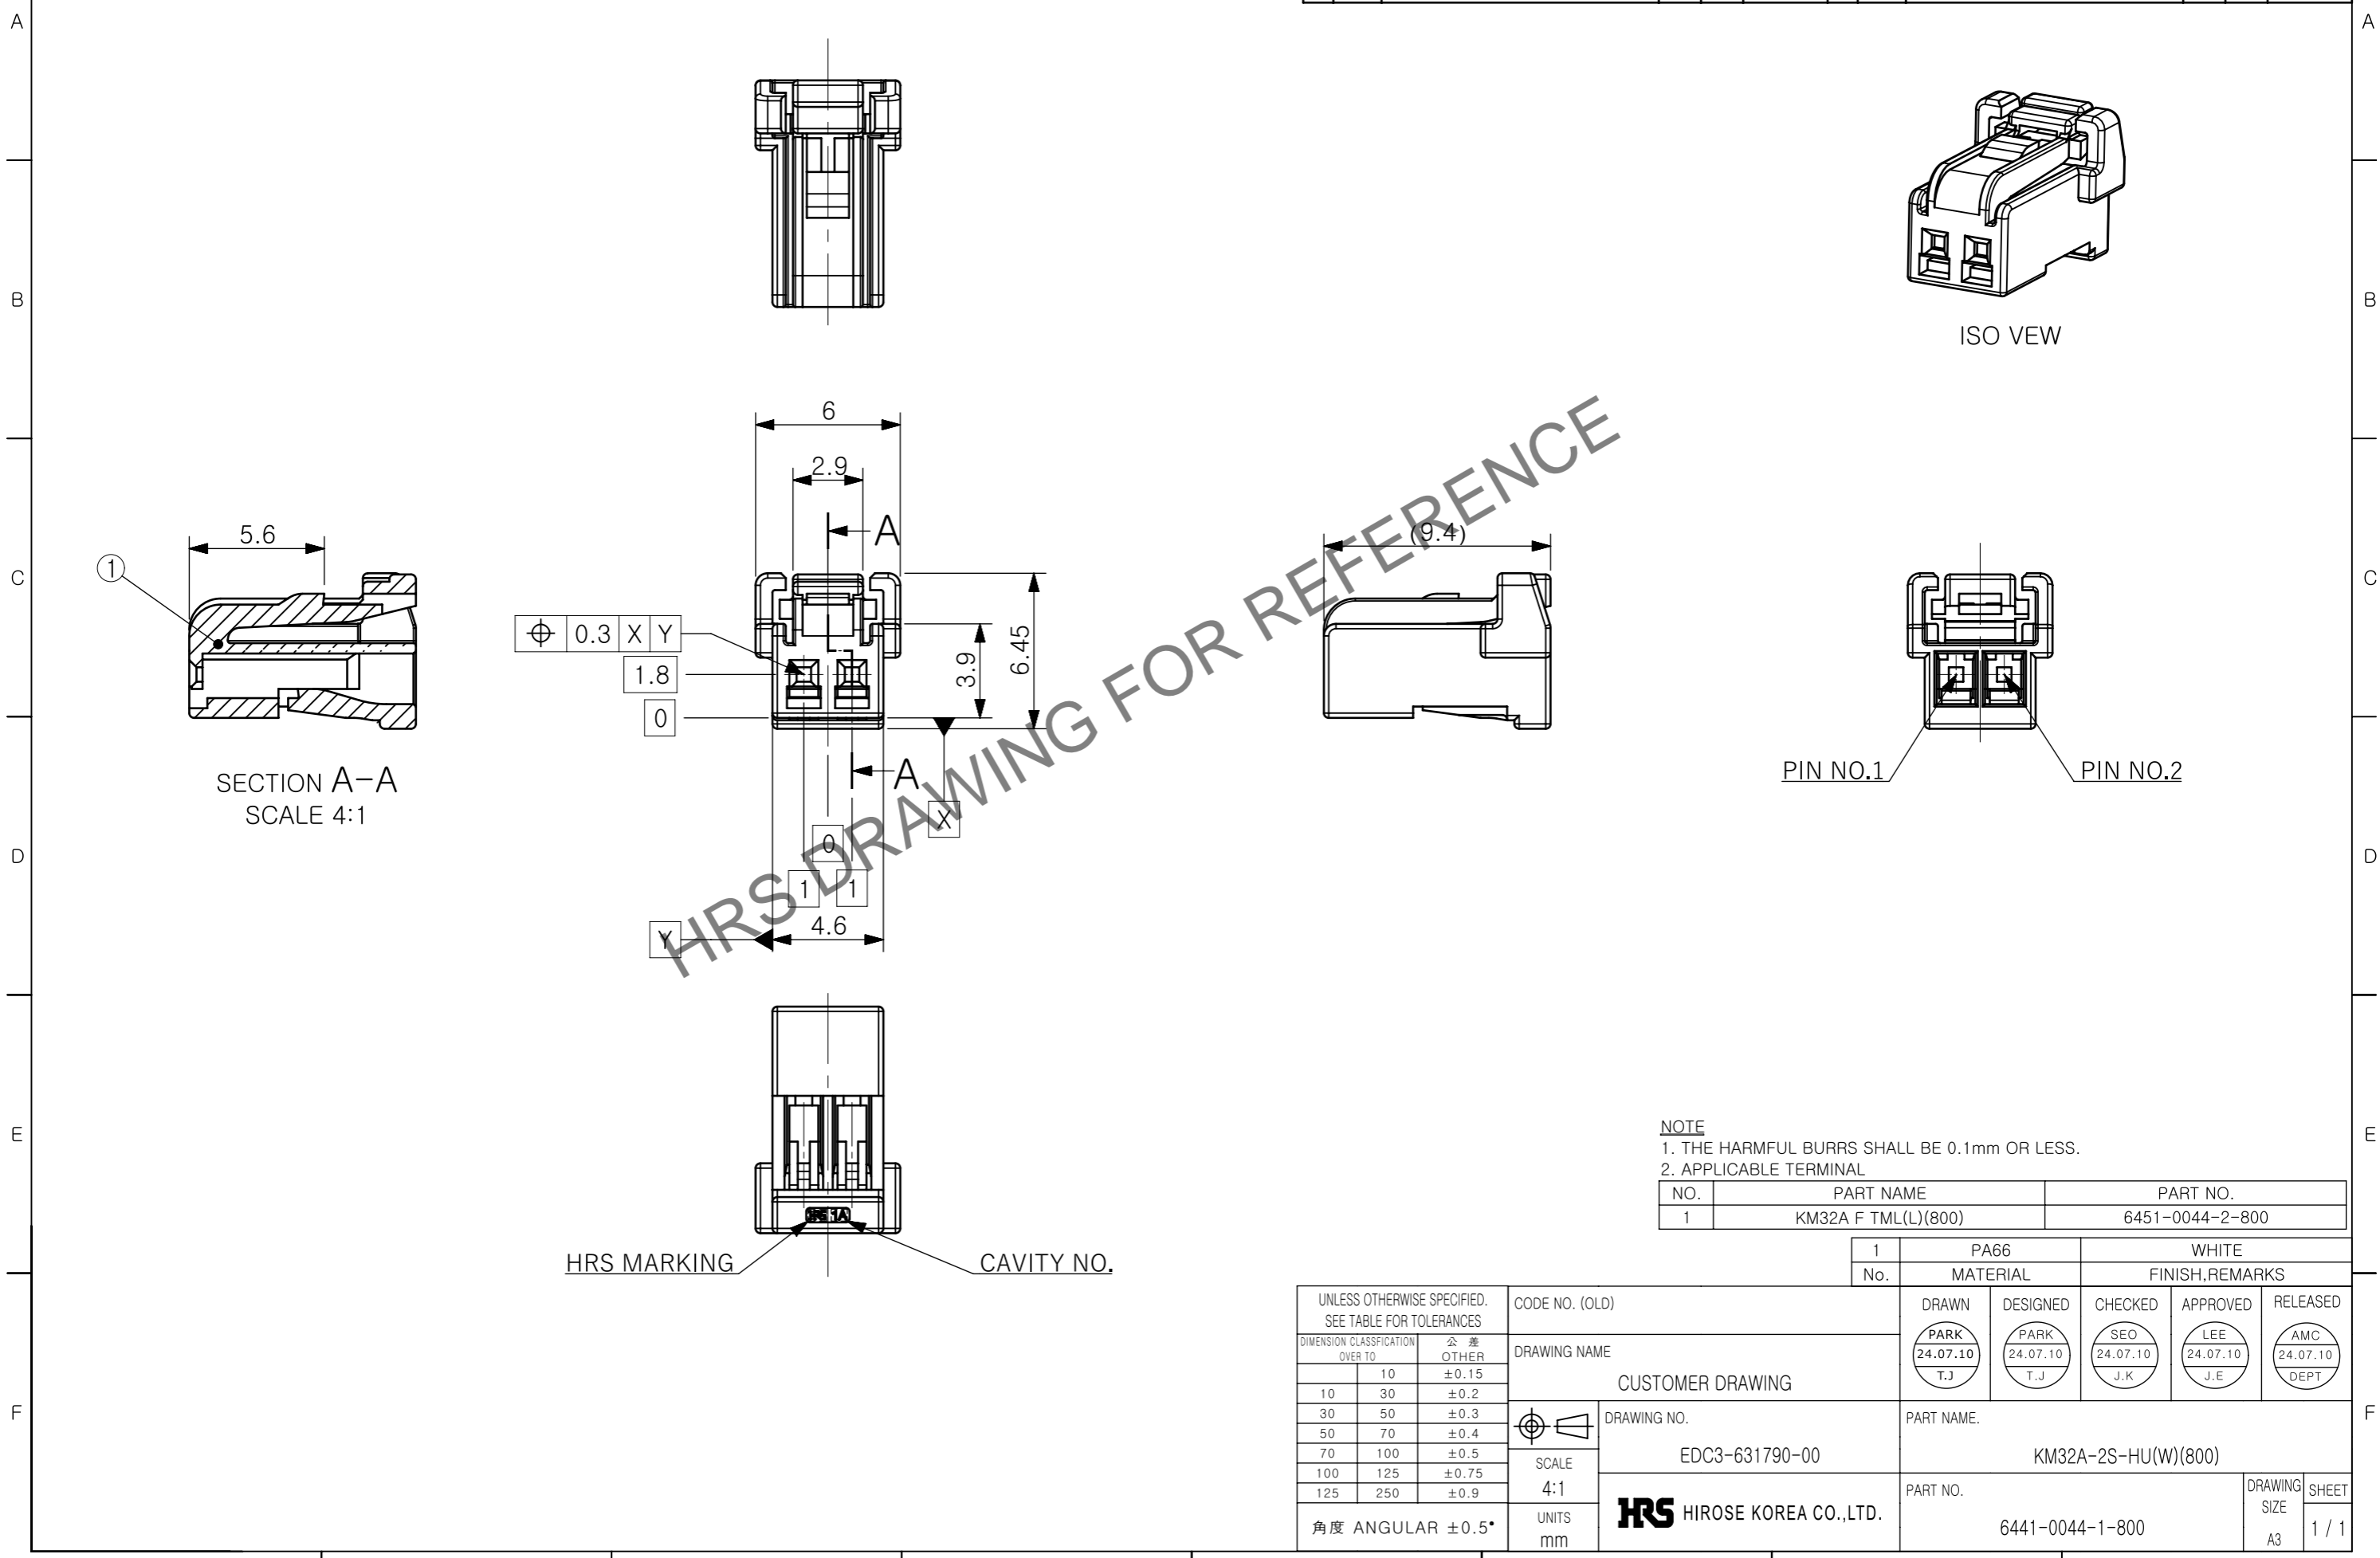 A
A
B
B
ISO VEW
6
2.9
A
5.6
1
(9.4)
C
C
⌖ 0.3 X Y
1.8
0
3.9
6.45
SECTION A-A
SCALE 4:1
A
X
PIN NO.1
PIN NO.2
0
D
D
1 1
4.6
Y
HRS DRAWING FOR REFERENCE
E
E
HRS MARKING
CAVITY NO.
HRS 1A
NOTE
1. THE HARMFUL BURRS SHALL BE 0.1mm OR LESS.
2. APPLICABLE TERMINAL
NO. PART NAME PART NO.
1 KM32A F TML(L)(800) 6451-0044-2-800
1 PA66 WHITE
No. MATERIAL FINISH,REMARKS
UNLESS OTHERWISE SPECIFIED.
SEE TABLE FOR TOLERANCES
DIMENSION CLASSFICATION 公 差
OVER TO OTHER
10 ±0.15
10 30 ±0.2
30 50 ±0.3
50 70 ±0.4
70 100 ±0.5
100 125 ±0.75
125 250 ±0.9
角度 ANGULAR ±0.5°
CODE NO. (OLD)
DRAWING NAME
CUSTOMER DRAWING
DRAWN DESIGNED CHECKED APPROVED RELEASED
PARK PARK SEO LEE AMC
24.07.10 24.07.10 24.07.10 24.07.10 24.07.10
T.J T.J J.K J.E DEPT
F
F
DRAWING NO.
EDC3-631790-00
PART NAME.
KM32A-2S-HU(W)(800)
SCALE
4:1
UNITS
mm
HRS HIROSE KOREA CO.,LTD.
PART NO.
6441-0044-1-800
DRAWING
SIZE
A3
SHEET
1 / 1